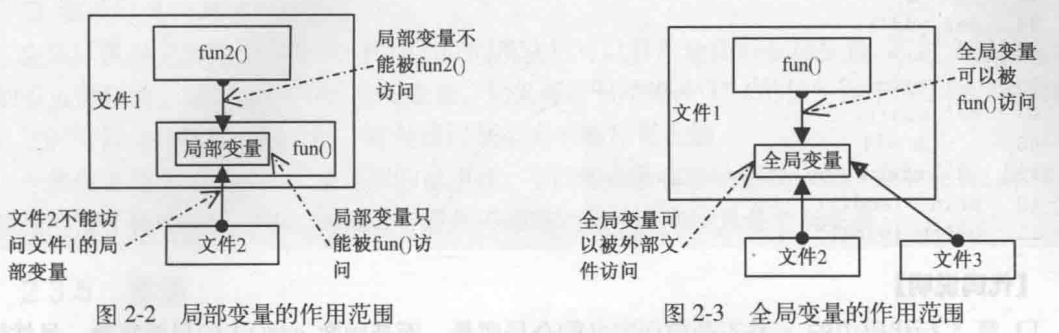 fun2()
局部变量不
能被fun2()
访问
文件1
局部变量
fun()
文件2不能访
问文件1的局
部变量
文件2
局部变量只
能被fun()访
问
图 2-2 局部变量的作用范围
fun()
全局变量
可以被
fun()访问
文件1
全局变量
全局变量可
以被外部文
件访问
文件2
文件3
图 2-3 全局变量的作用范围